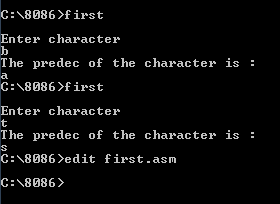 C:\8086>first
Enter character
b
The predec of the character is :
a
C:\8086>first
Enter character
t
The predec of the character is :
s
C:\8086>edit first.asm
C:\8086>